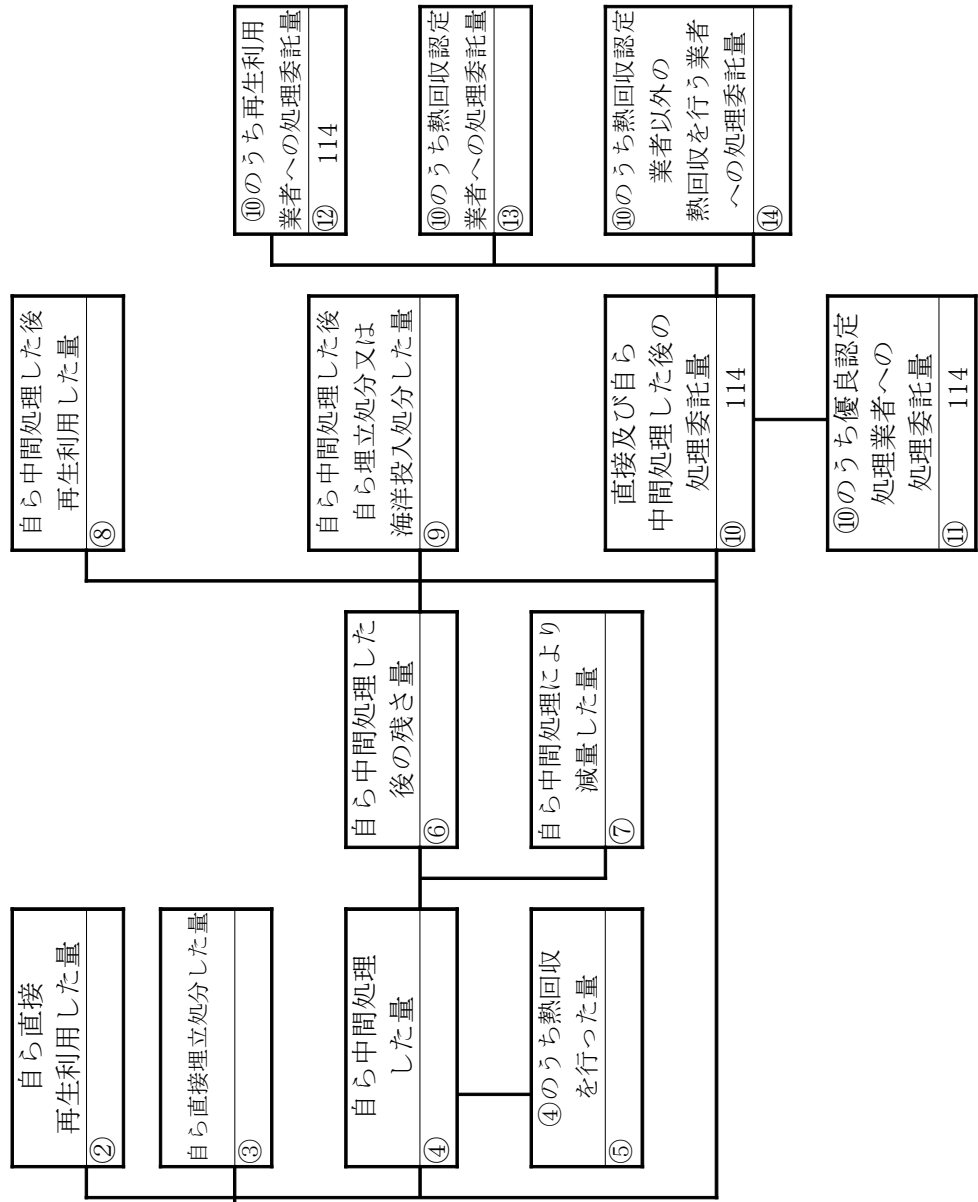 自ら直接
再生利用した量
②
自ら直接埋立処分した量
③
自ら中間処理
した量
④
④のうち熱回収
を行った量
⑤
自ら中間処理した
後の残さ量
⑥
自ら中間処理により
減量した量
⑦
自ら中間処理した後
再生利用した量
⑧
自ら中間処理した後
自ら埋立処分又は
海洋投入処分した量
⑨
直接及び自ら
中間処理した後の
処理委託量
⑩ 114
⑩のうち優良認定
処理業者への
処理委託量
⑪ 114
⑩のうち再生利用
業者への処理委託量
⑫ 114
⑩のうち熱回収認定
業者への処理委託量
⑬
⑩のうち熱回収認定
業者以外の
熱回収を行う業者
への処理委託量
⑭